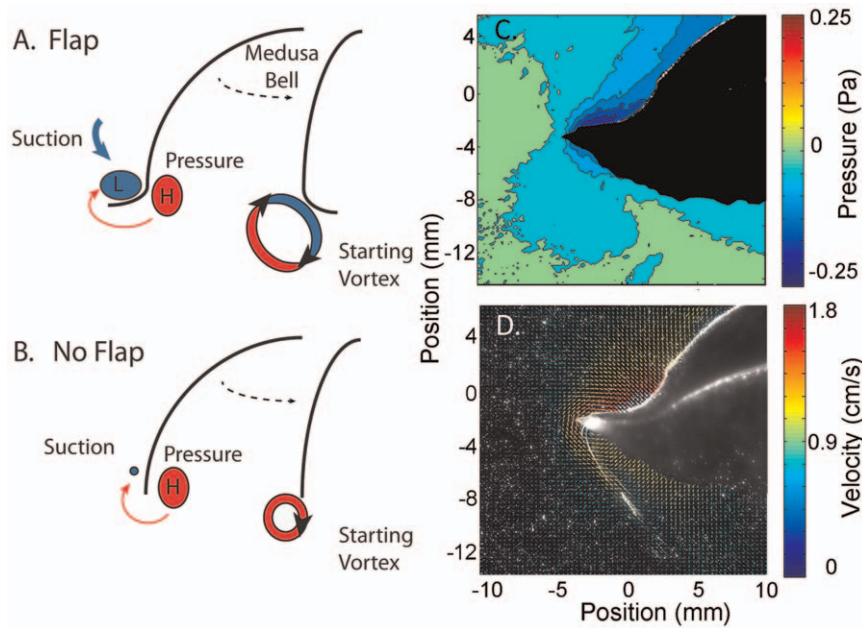 A. Flap
Medusa
Bell
Suction
Pressure
L
H
Starting
Vortex
B. No Flap
Suction
Pressure
H
Starting
Vortex
C.
4
0
-4
-8
-12
0.25
0
-0.25
Pressure (Pa)
Position (mm)
D.
4
0
-4
-8
-12
-10
-5
0
5
10
Position (mm)
1.8
0.9
0
Velocity (cm/s)